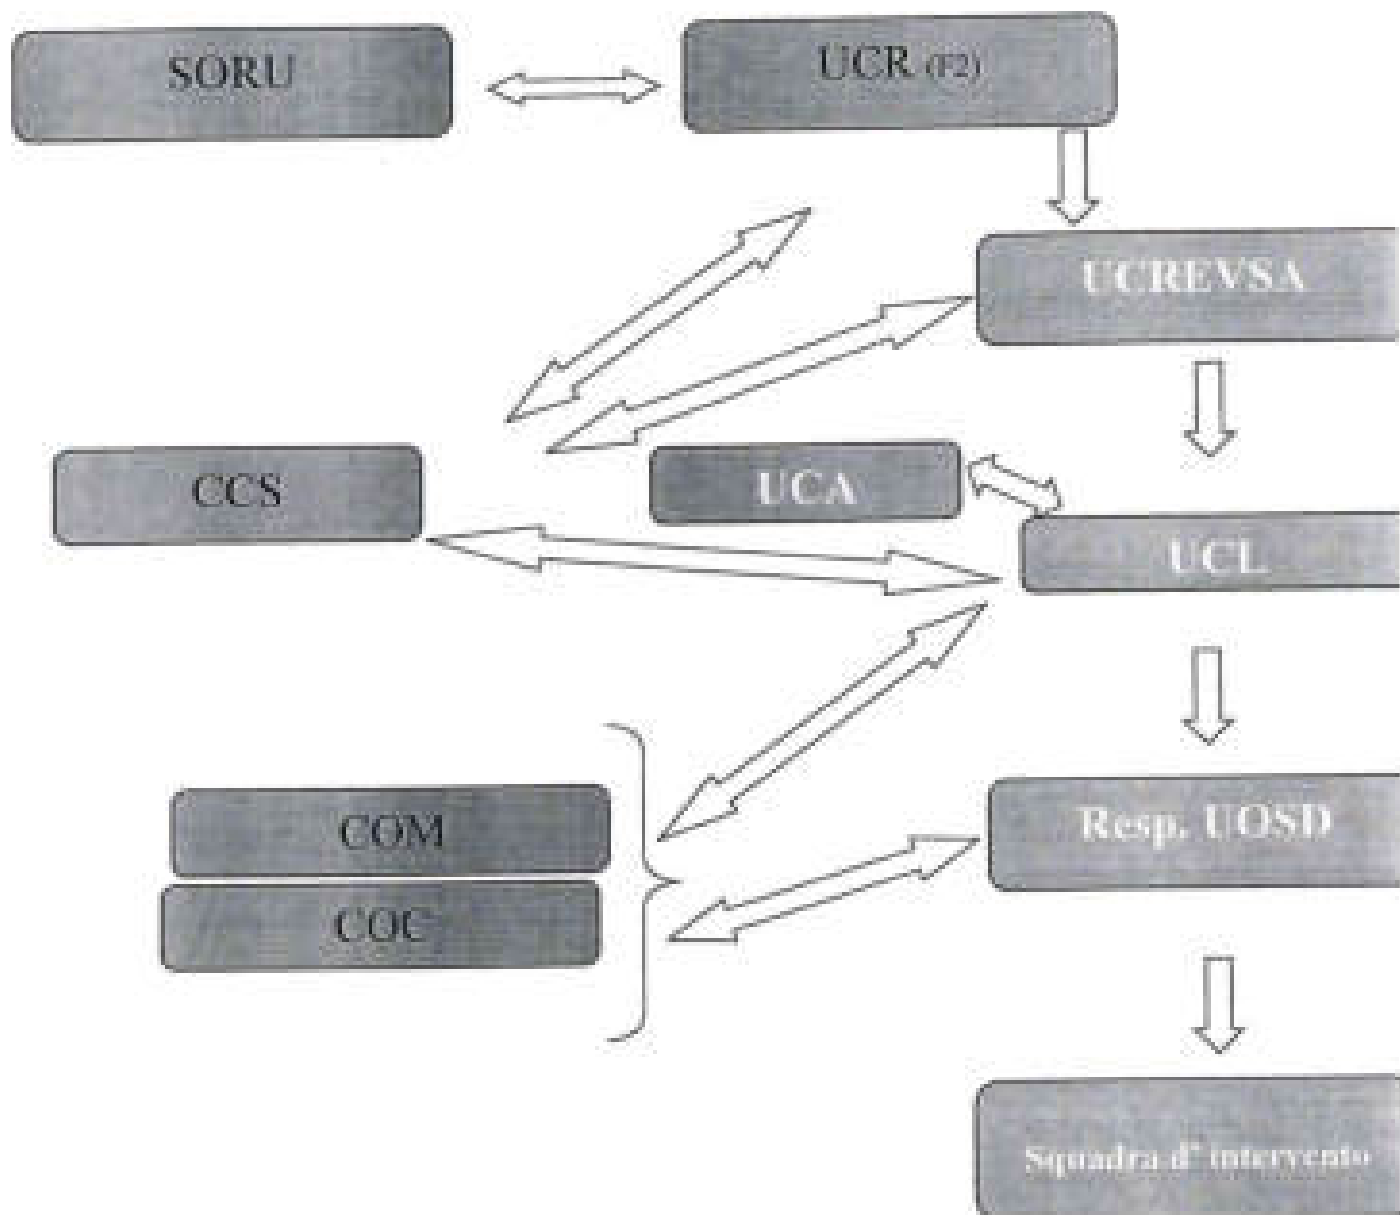 SORU
UCR (F2)
UCREVSA
CCS
UCA
UCL
COM
COC
Resp. UOSD
Squadra d' intervento